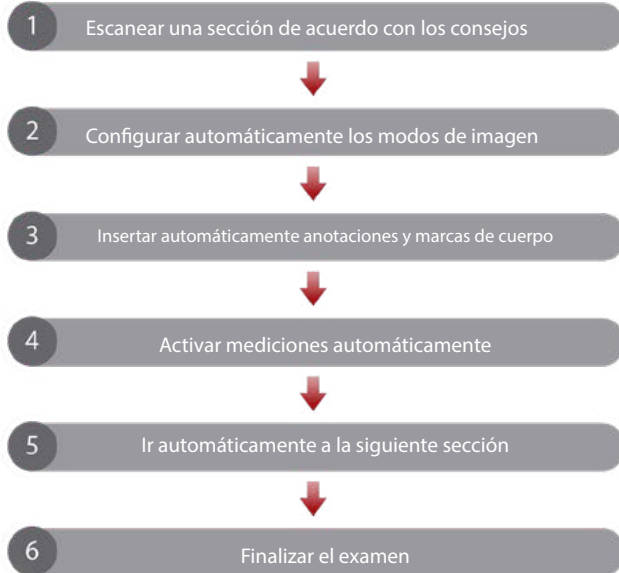 1 Escanear una sección de acuerdo con los consejos
2 Configurar automáticamente los modos de imagen
3 Insertar automáticamente anotaciones y marcas de cuerpo
4 Activar mediciones automáticamente
5 Ir automáticamente a la siguiente sección
6 Finalizar el examen